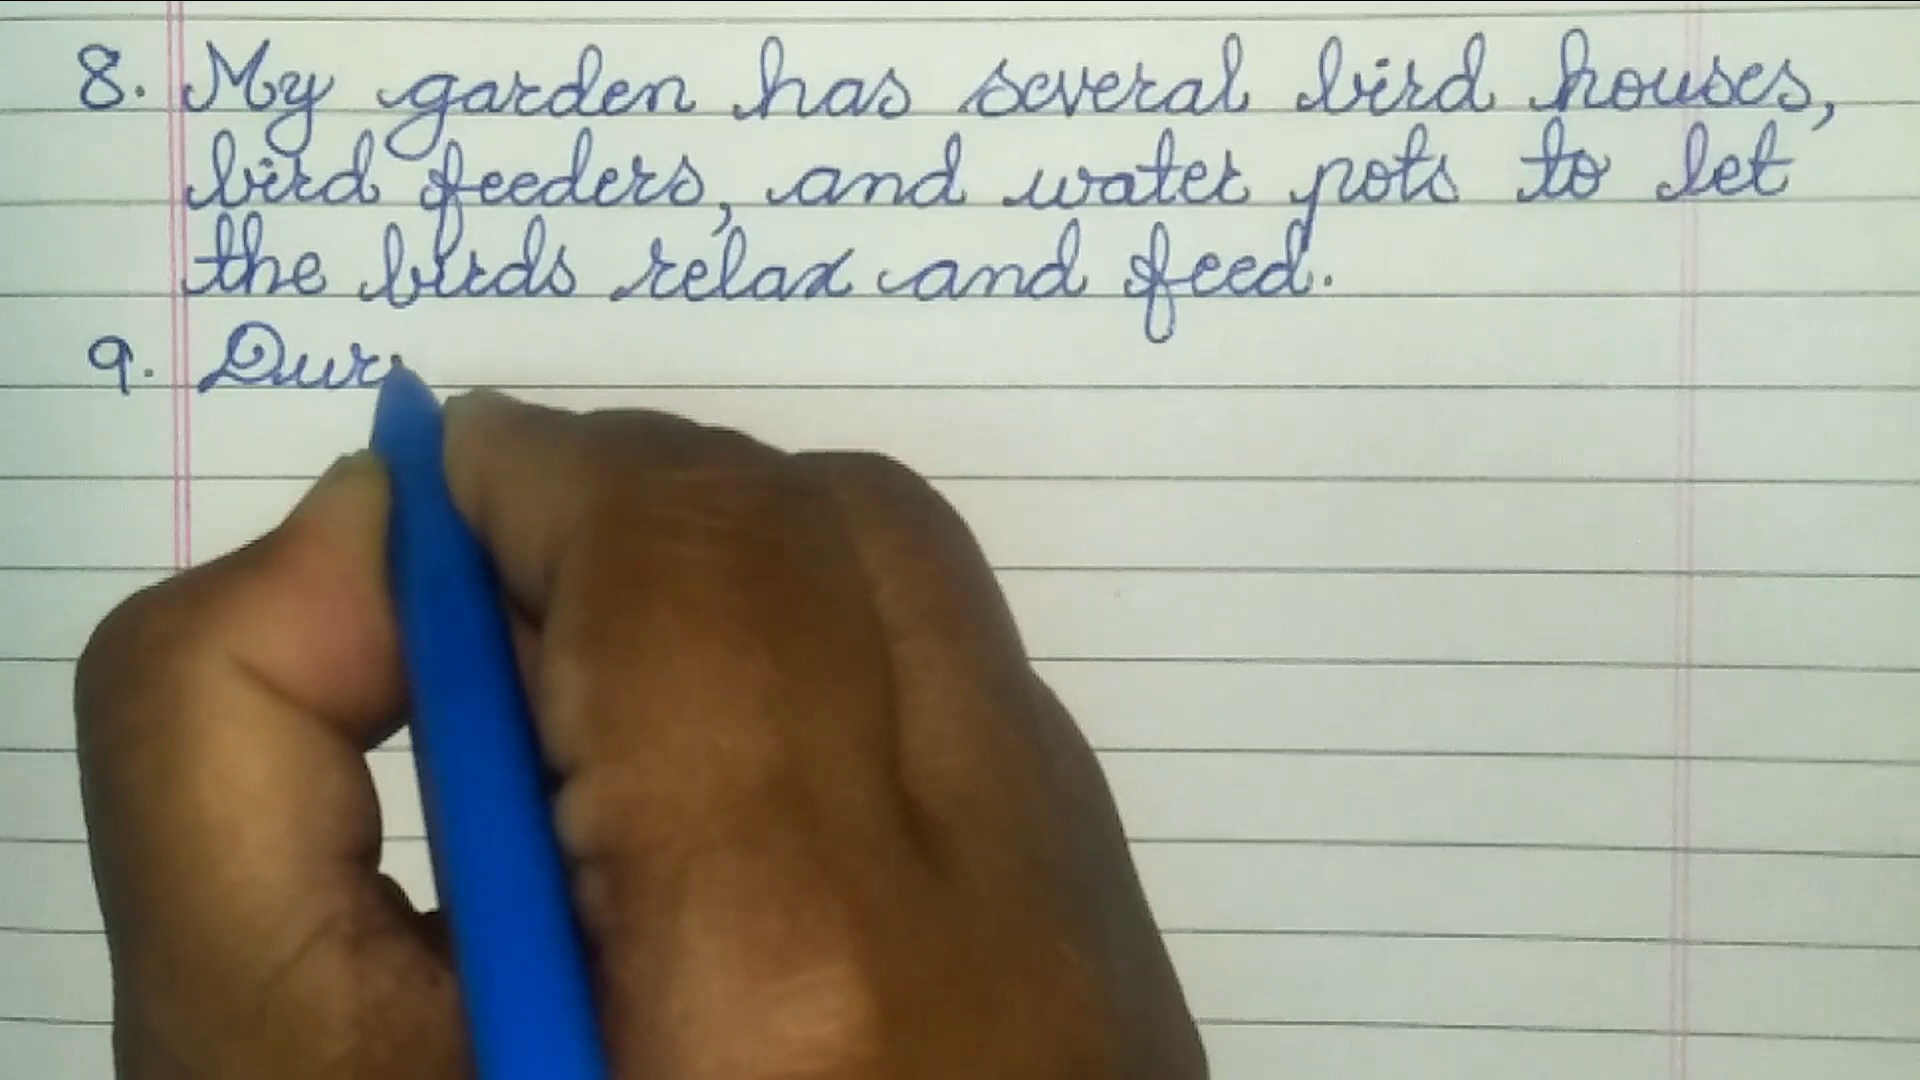 8. My garden has several bird houses,
bird feeders, and water pots to let
the birds relax and feed.
9. Dur